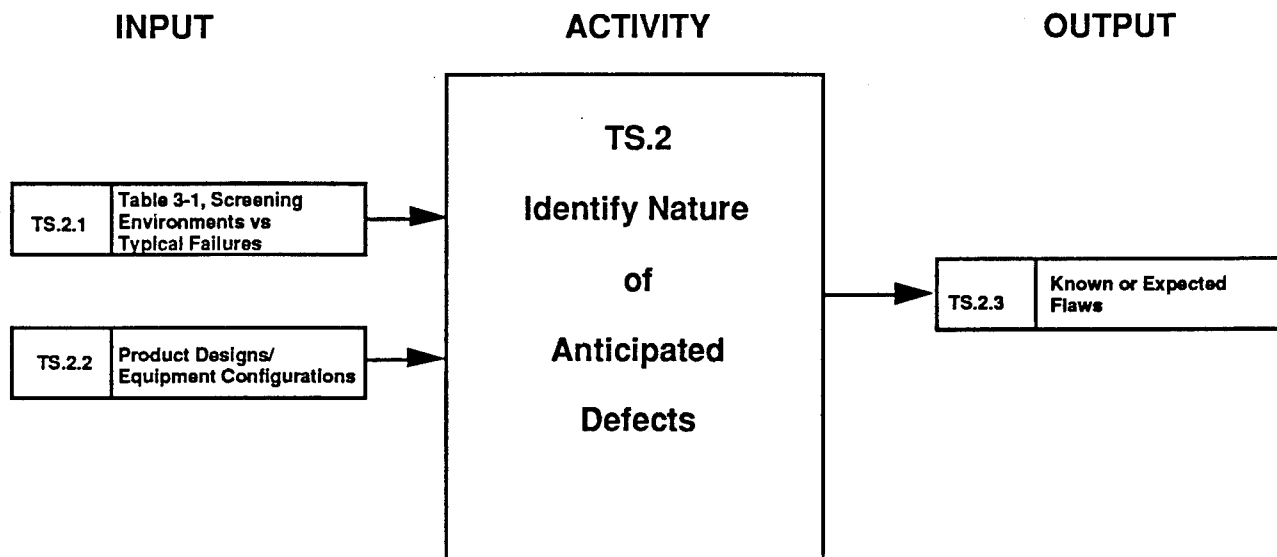 INPUT
ACTIVITY
OUTPUT
TS.2
Identify Nature
of
Anticipated
Defects
TS.2.1
Table 3-1, Screening
Environments vs
Typical Failures
TS.2.2
Product Designs/
Equipment Configurations
TS.2.3
Known or Expected
Flaws